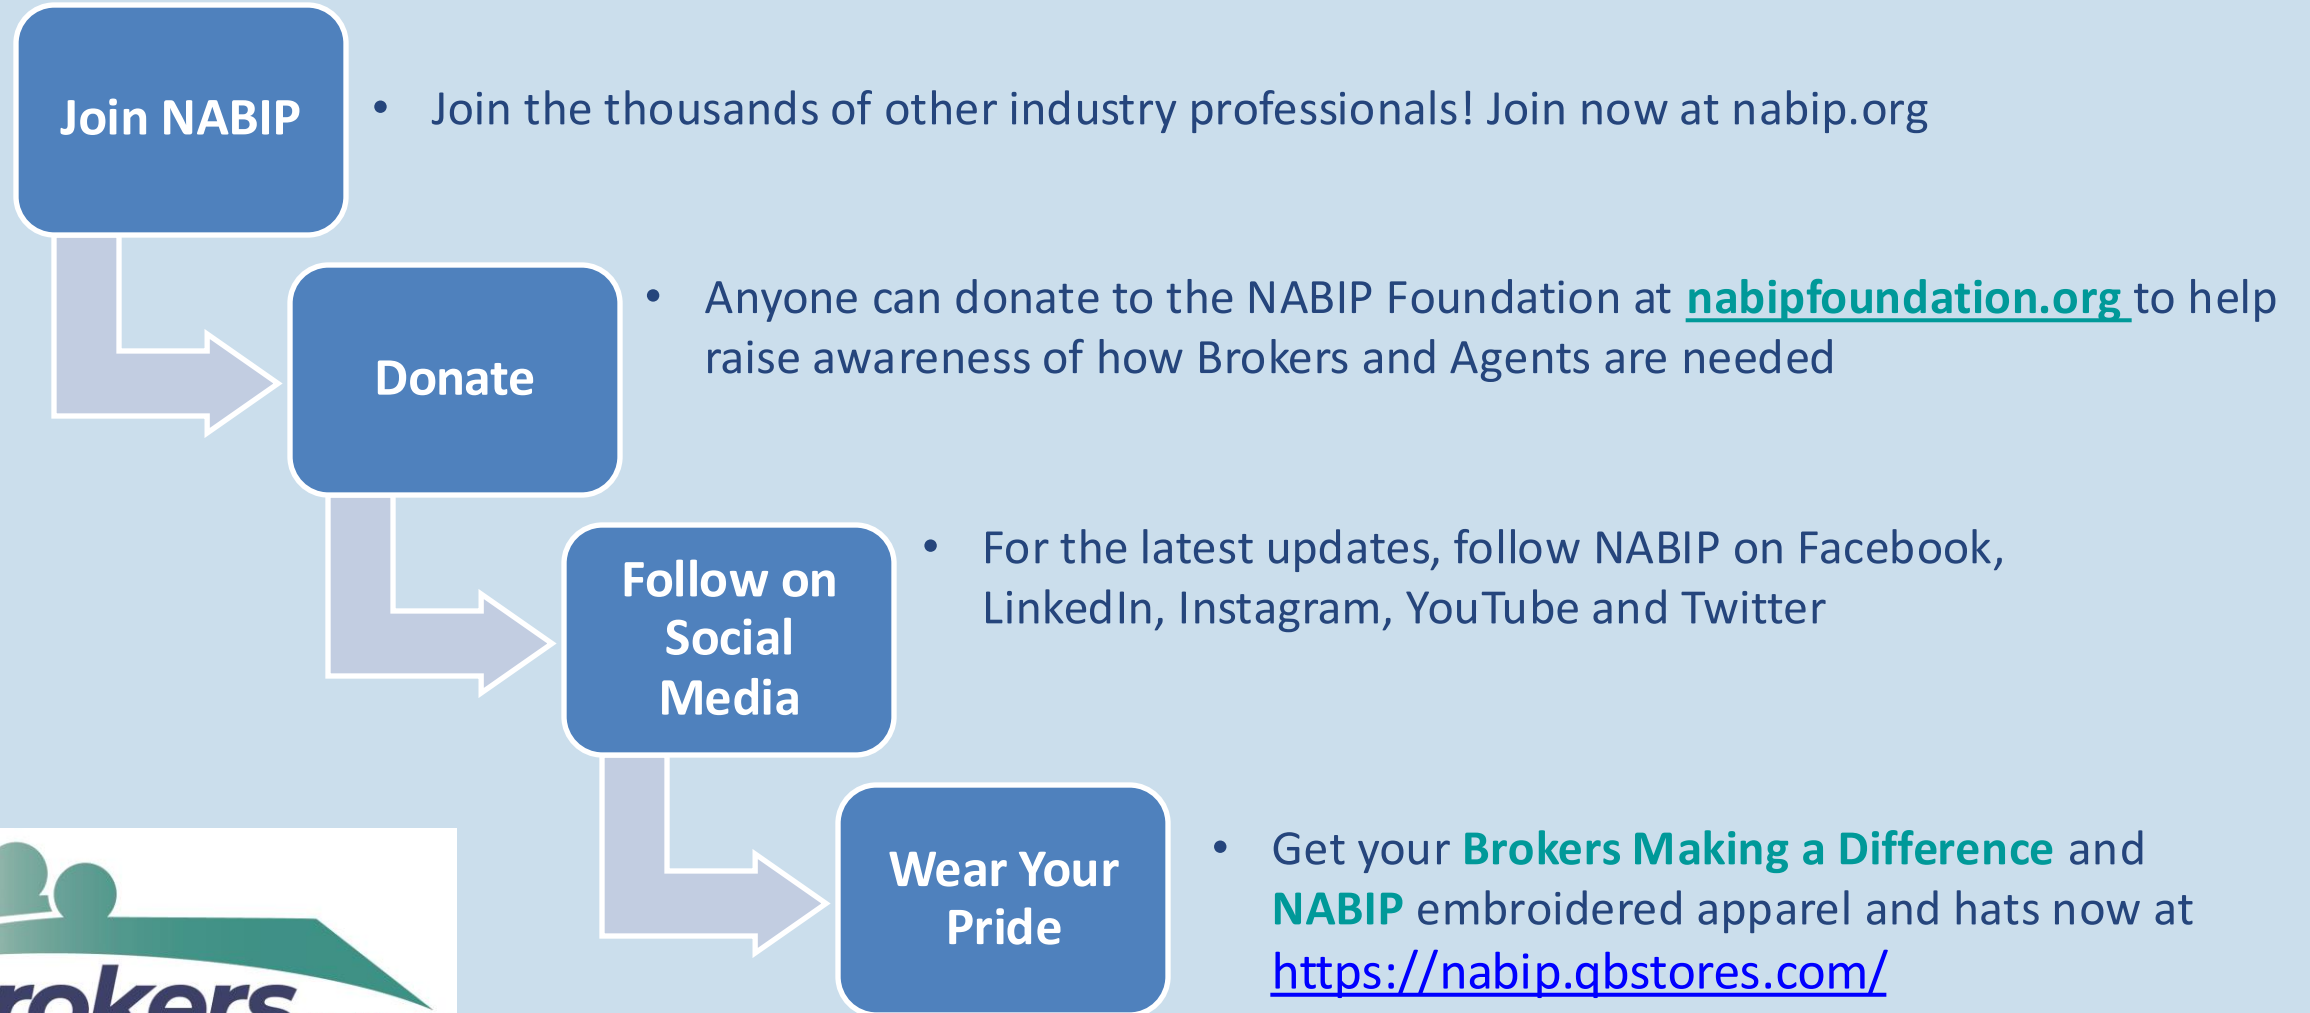 Join NABIP
• Join the thousands of other industry professionals! Join now at nabip.org
Donate
• Anyone can donate to the NABIP Foundation at nabipfoundation.org to help
raise awareness of how Brokers and Agents are needed
Follow on
Social
Media
• For the latest updates, follow NABIP on Facebook,
LinkedIn, Instagram, YouTube and Twitter
Wear Your
Pride
• Get your Brokers Making a Difference and
NABIP embroidered apparel and hats now at
https://nabip.qbstores.com/